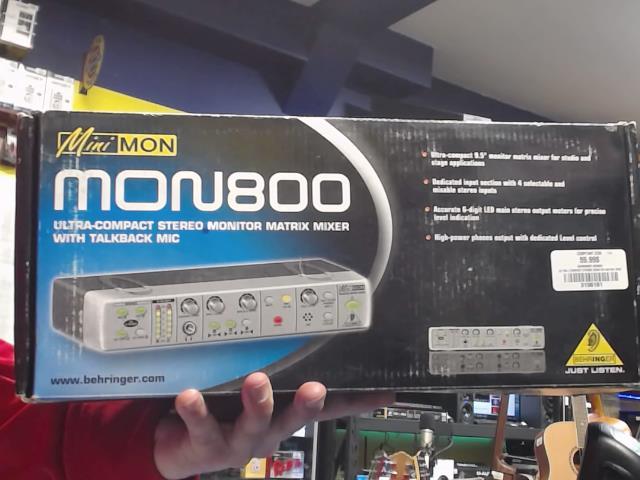 Mini MON
MON800
ULTRA-COMPACT STEREO MONITOR MATRIX MIXER
WITH TALKBACK MIC
Ultra-compact 9.5" monitor matrix mixer for studio and
stage applications
Dedicated input section with 4 selectable and
mixable stereo inputs
Accurate 6-digit LED main stereo output meters for precise
level indication
High-power phones output with dedicated Level control
99.99$
3106161
BEHRINGER
JUST LISTEN.
www.behringer.com